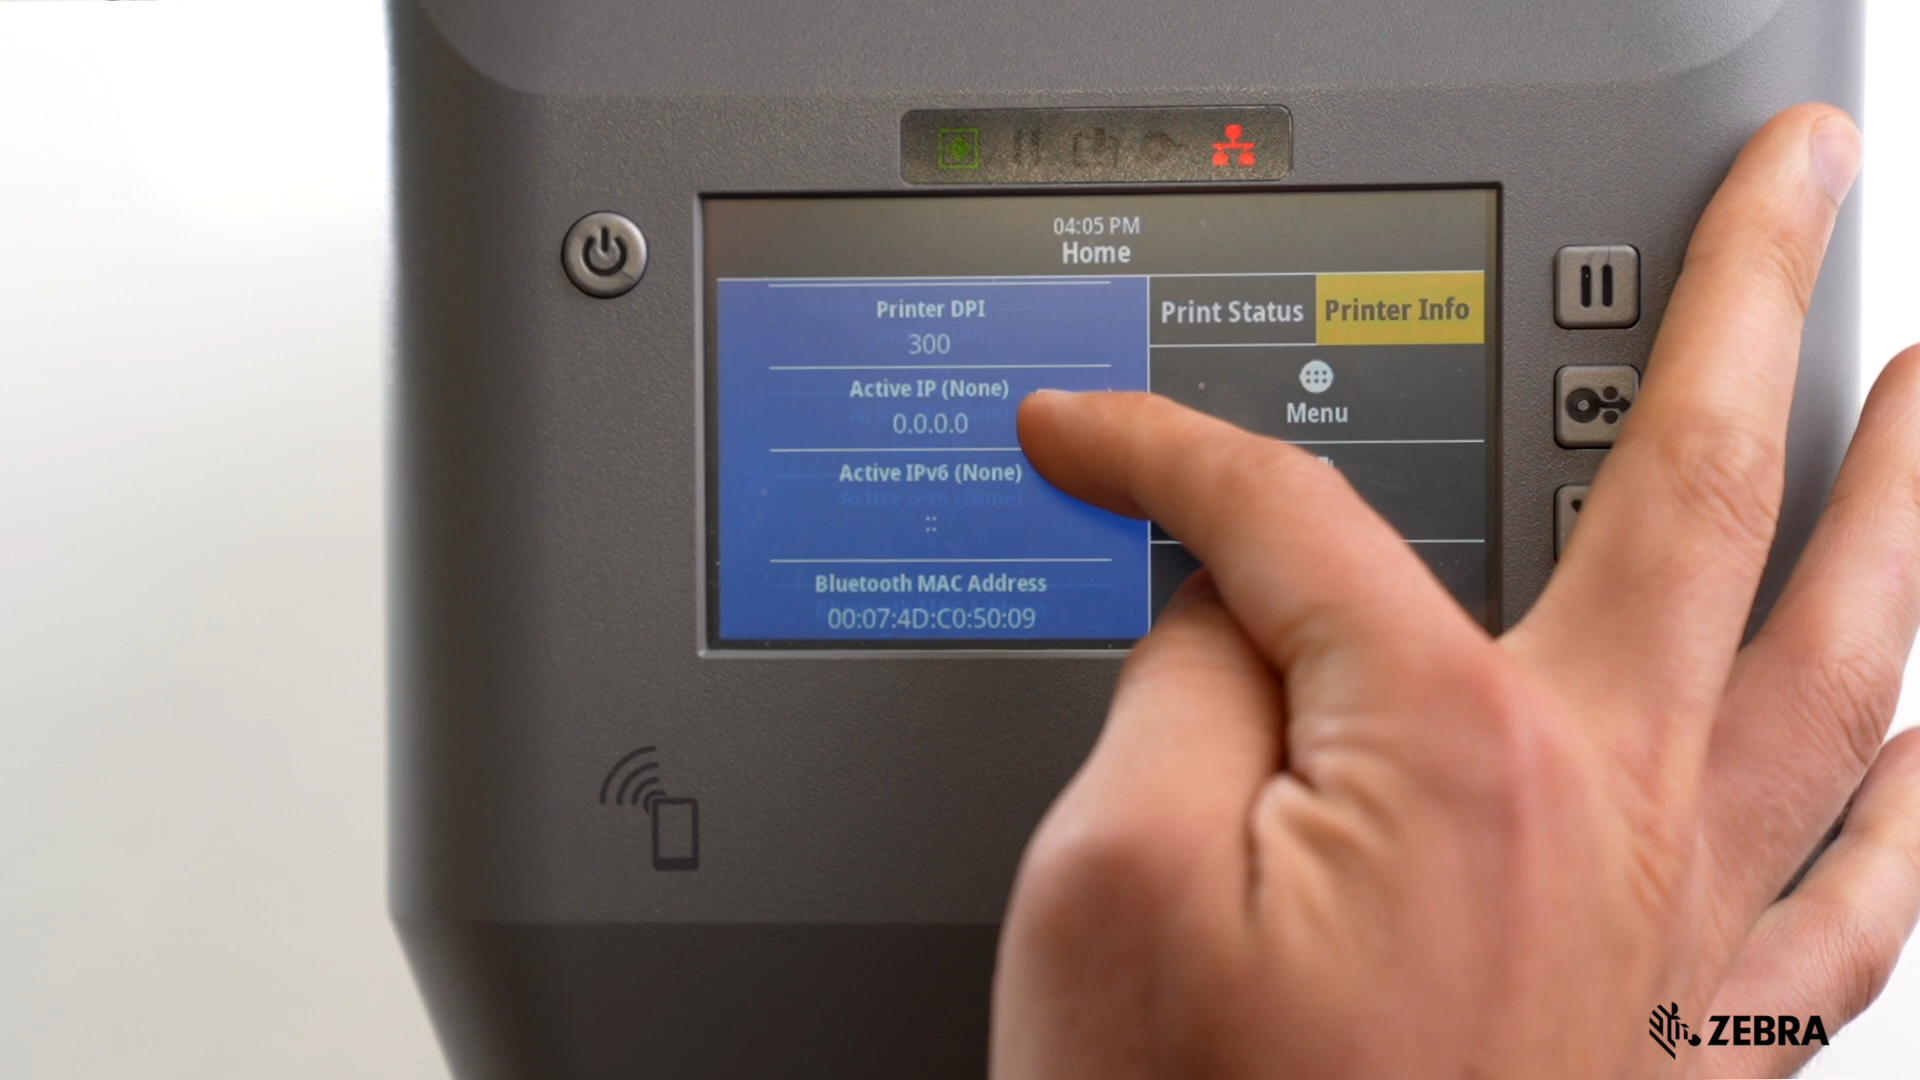 04:05 PM
Home
Printer DPI
300
Active IP (None)
0.0.0.0
Active IPv6 (None)
::
Bluetooth MAC Address
00:07:4D:C0:50:09
Print Status
Printer Info
Menu
ZEBRA